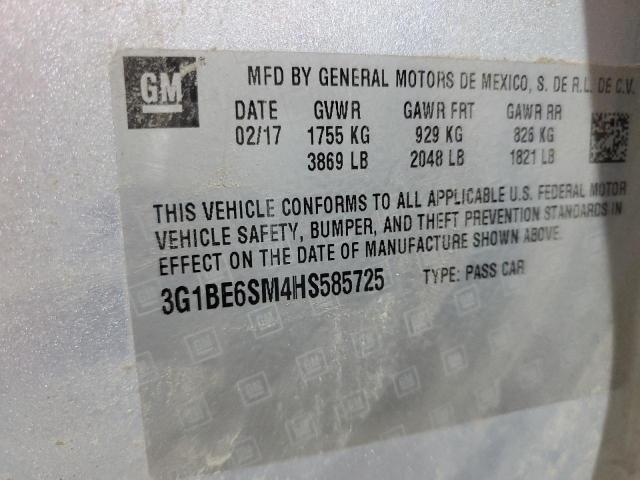 GM
MFD BY GENERAL MOTORS DE MEXICO, S. DE R.L. DE C.V.
DATE GVWR GAWR FRT GAWR RR
02/17 1755 KG 929 KG 826 KG
3869 LB 2048 LB 1821 LB
THIS VEHICLE CONFORMS TO ALL APPLICABLE U.S. FEDERAL MOTOR
VEHICLE SAFETY, BUMPER, AND THEFT PREVENTION STANDARDS IN
EFFECT ON THE DATE OF MANUFACTURE SHOWN ABOVE.
3G1BE6SM4HS585725 TYPE: PASS CAR